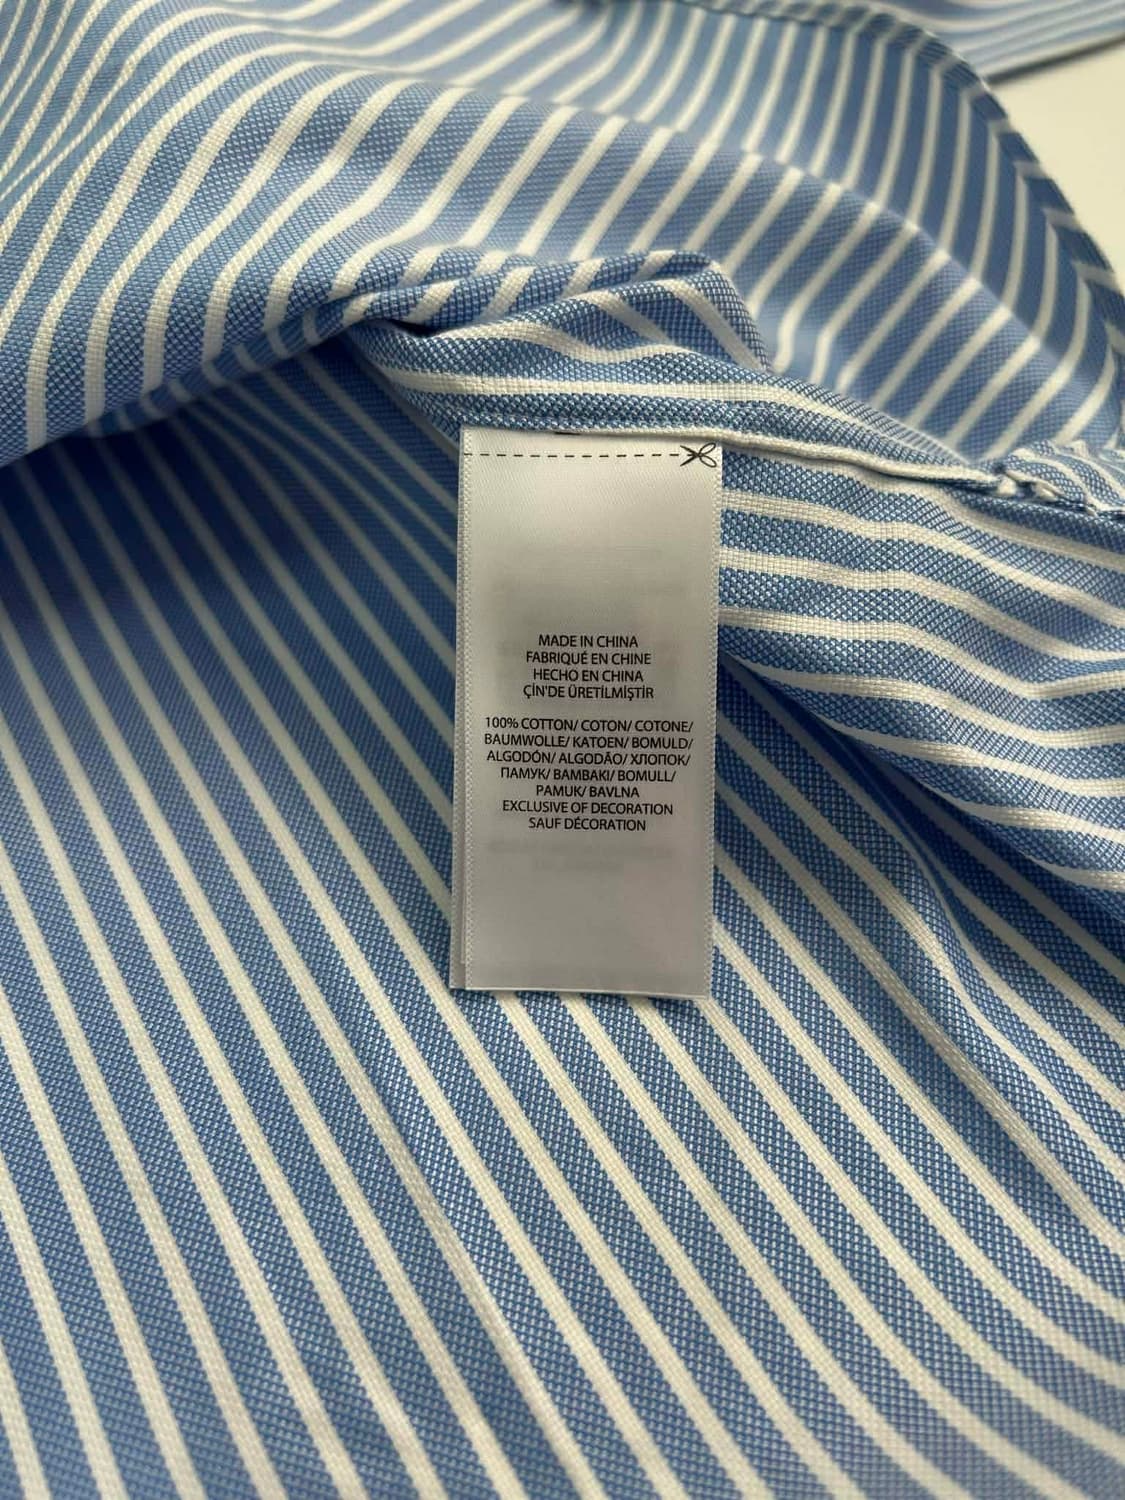 MADE IN CHINA
FABRIQUÉ EN CHINE
HECHO EN CHINA
ÇİN'DE ÜRETİLMİŞTİR
100% COTTON/ COTON/ COTONE/
BAUMWOLLE/ KATOEN/ BOMULD/
ALGODÓN/ ALGODÃO/ ХЛОПОК/
ПАМУК/ BAMBAKI/ BOMULL/
PAMUK/ BAVLNA
EXCLUSIVE OF DECORATION
SAUF DÉCORATION